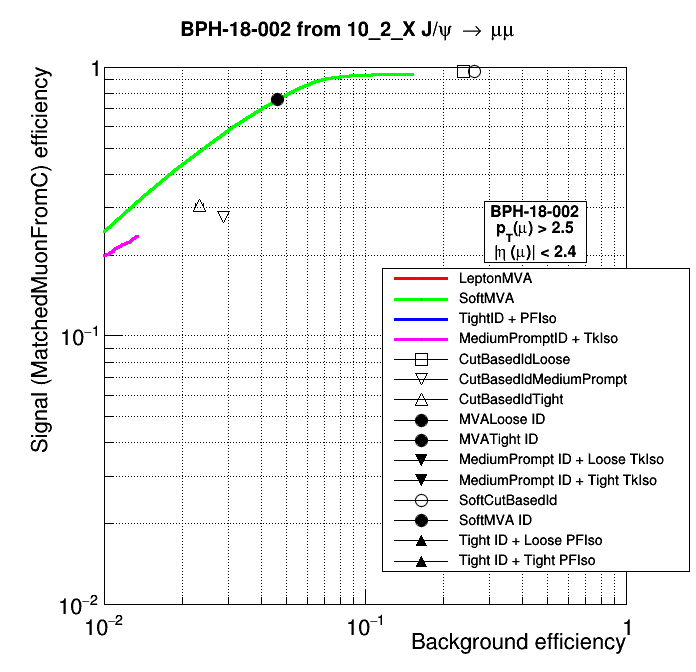 BPH-18-002 from 10_2_X J/ψ → μμ
Signal (MatchedMuonFromC) efficiency
1
10⁻¹
10⁻²
BPH-18-002
p_T(μ) > 2.5
|η (μ)| < 2.4
LeptonMVA
SoftMVA
TightID + PFIso
MediumPromptID + TkIso
CutBasedIdLoose
CutBasedIdMediumPrompt
CutBasedIdTight
MVALoose ID
MVATight ID
MediumPrompt ID + Loose TkIso
MediumPrompt ID + Tight TkIso
SoftCutBasedId
SoftMVA ID
Tight ID + Loose PFIso
Tight ID + Tight PFIso
10⁻² 10⁻¹ 1
Background efficiency